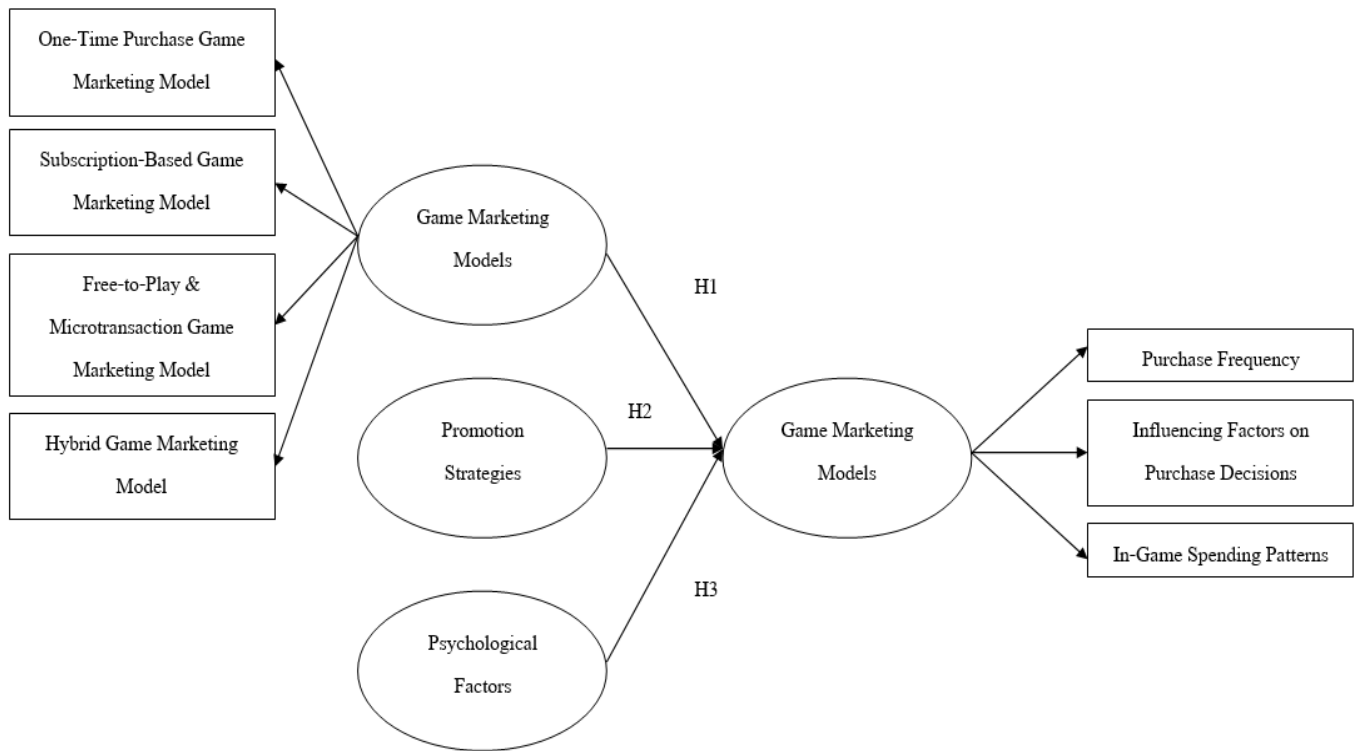 One-Time Purchase Game
Marketing Model
Subscription-Based Game
Marketing Model
Free-to-Play &
Microtransaction Game
Marketing Model
Hybrid Game Marketing
Model
Game Marketing
Models
Promotion
Strategies
Psychological
Factors
H1
H2
H3
Game Marketing
Models
Purchase Frequency
Influencing Factors on
Purchase Decisions
In-Game Spending Patterns